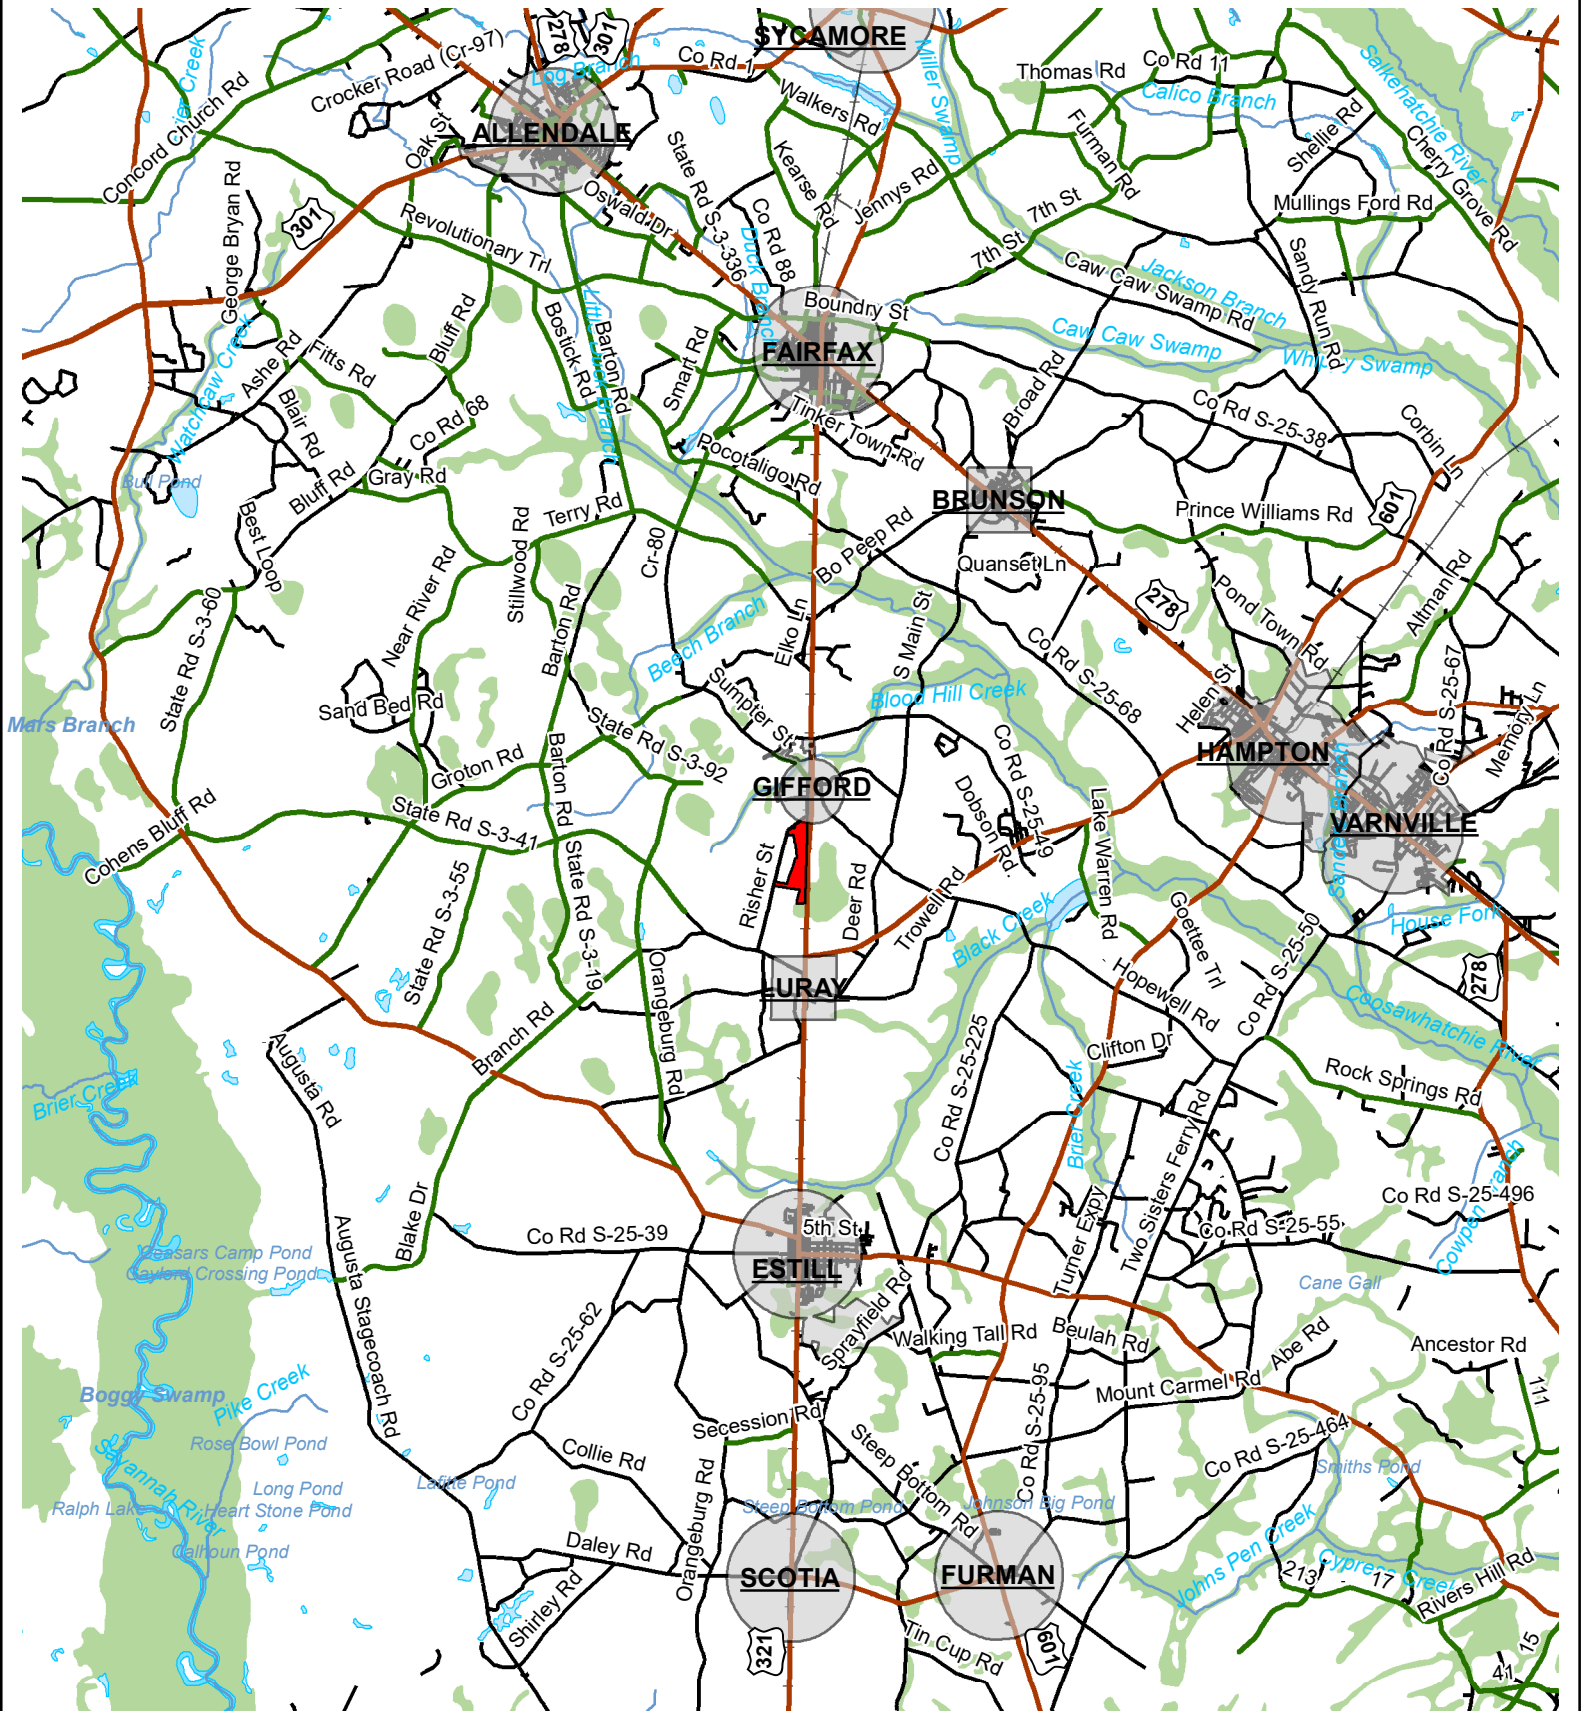 SYCAMORE
278
301
Co Rd 1
Crocker Road (Cr-97)
Log Branch
Miller Swamp
Thomas Rd
Co Rd 11
Calico Branch
Salkehatchie River
Concord Church Rd
Walkers Rd
Furman Rd
Shellie Rd
Cherry Grove Rd
ALLENDALE
Oak St
State Rd S-3-336
Kearse Rd
Jennys Rd
7th St
Mullings Ford Rd
George Bryan Rd
301
Revolutionary Trl
Oswald Dr
Co Rd 88
Duck Branch
7th St
Caw Caw Swamp Rd
Jackson Branch
Sandy Run Rd
Boundry St
Caw Caw Swamp
Whippy Swamp
FAIRFAX
Watchcaw Creek
Ashe Rd
Fitts Rd
Bluff Rd
Bostick Rd
Barton Rd
Little Duck Branch
Smart Rd
Broad Rd
Co Rd S-25-38
Corbin Ln
Blair Rd
Co Rd 68
Tinker Town Rd
Bull Pond
Bluff Rd
Gray Rd
Pocotaligo Rd
BRUNSON
Prince Williams Rd
601
Best Loop
Terry Rd
Stillwood Rd
Cr-80
Bo Peep Rd
Quanset Ln
278
Pond Town Rd
Altman Rd
State Rd S-3-60
Near River Rd
Barton Rd
Beech Branch
Elko Ln
S Main St
Co Rd S-25-68
Co Rd S-25-67
Mars Branch
Sand Bed Rd
Sumpter St
Blood Hill Creek
Helen St
Memony Ln
State Rd S-3-92
HAMPTON
Groton Rd
Barton Rd
GIFFORD
Dobson Rd.
Co Rd S-25-49
Lake Warren Rd
Sanders Branch
VARNVILLE
Cohens Bluff Rd
State Rd S-3-41
State Rd S-3-55
State Rd S-3-19
Risher St
Deer Rd
Trowell Rd
Black Creek
Goettee Trl
House Fork
Co Rd S-25-50
278
Orangeburg Rd
LURAY
Hopewell Rd
Coosawhatchie River
Branch Rd
Augusta Rd
Co Rd S-25-225
Clifton Dr
Brier Creek
Brier Creek
Rock Springs Rd
Two Sisters Ferry Rd
Cowpen Branch
Blake Dr
Co Rd S-25-39
5th St
Turner Expy
Co Rd S-25-55
Co Rd S-25-496
Gaylord Crossing Pond
ESTILL
Cane Gall
Augusta Stagecoach Rd
Co Rd S-25-62
Sprayfield Rd
Walking Tall Rd
Beulah Rd
Abe Rd
Ancestor Rd
Boggy Swamp
Pike Creek
Secession Rd
Co Rd S-25-95
Mount Carmel Rd
111
Rose Bowl Pond
Collie Rd
Steep Bottom Rd
Co Rd S-25-464
Smiths Pond
Savannah River
Long Pond
Lafitte Pond
Ralph Lake
Heart Stone Pond
Steep Bottom Pond
Johnson Big Pond
Calhoun Pond
Daley Rd
Orangeburg Rd
SCOTIA
FURMAN
Johns Pen Creek
Cypress Creek
213
17
Rivers Hill Rd
Shirley Rd
321
Tin Cup Rd
601
15
41